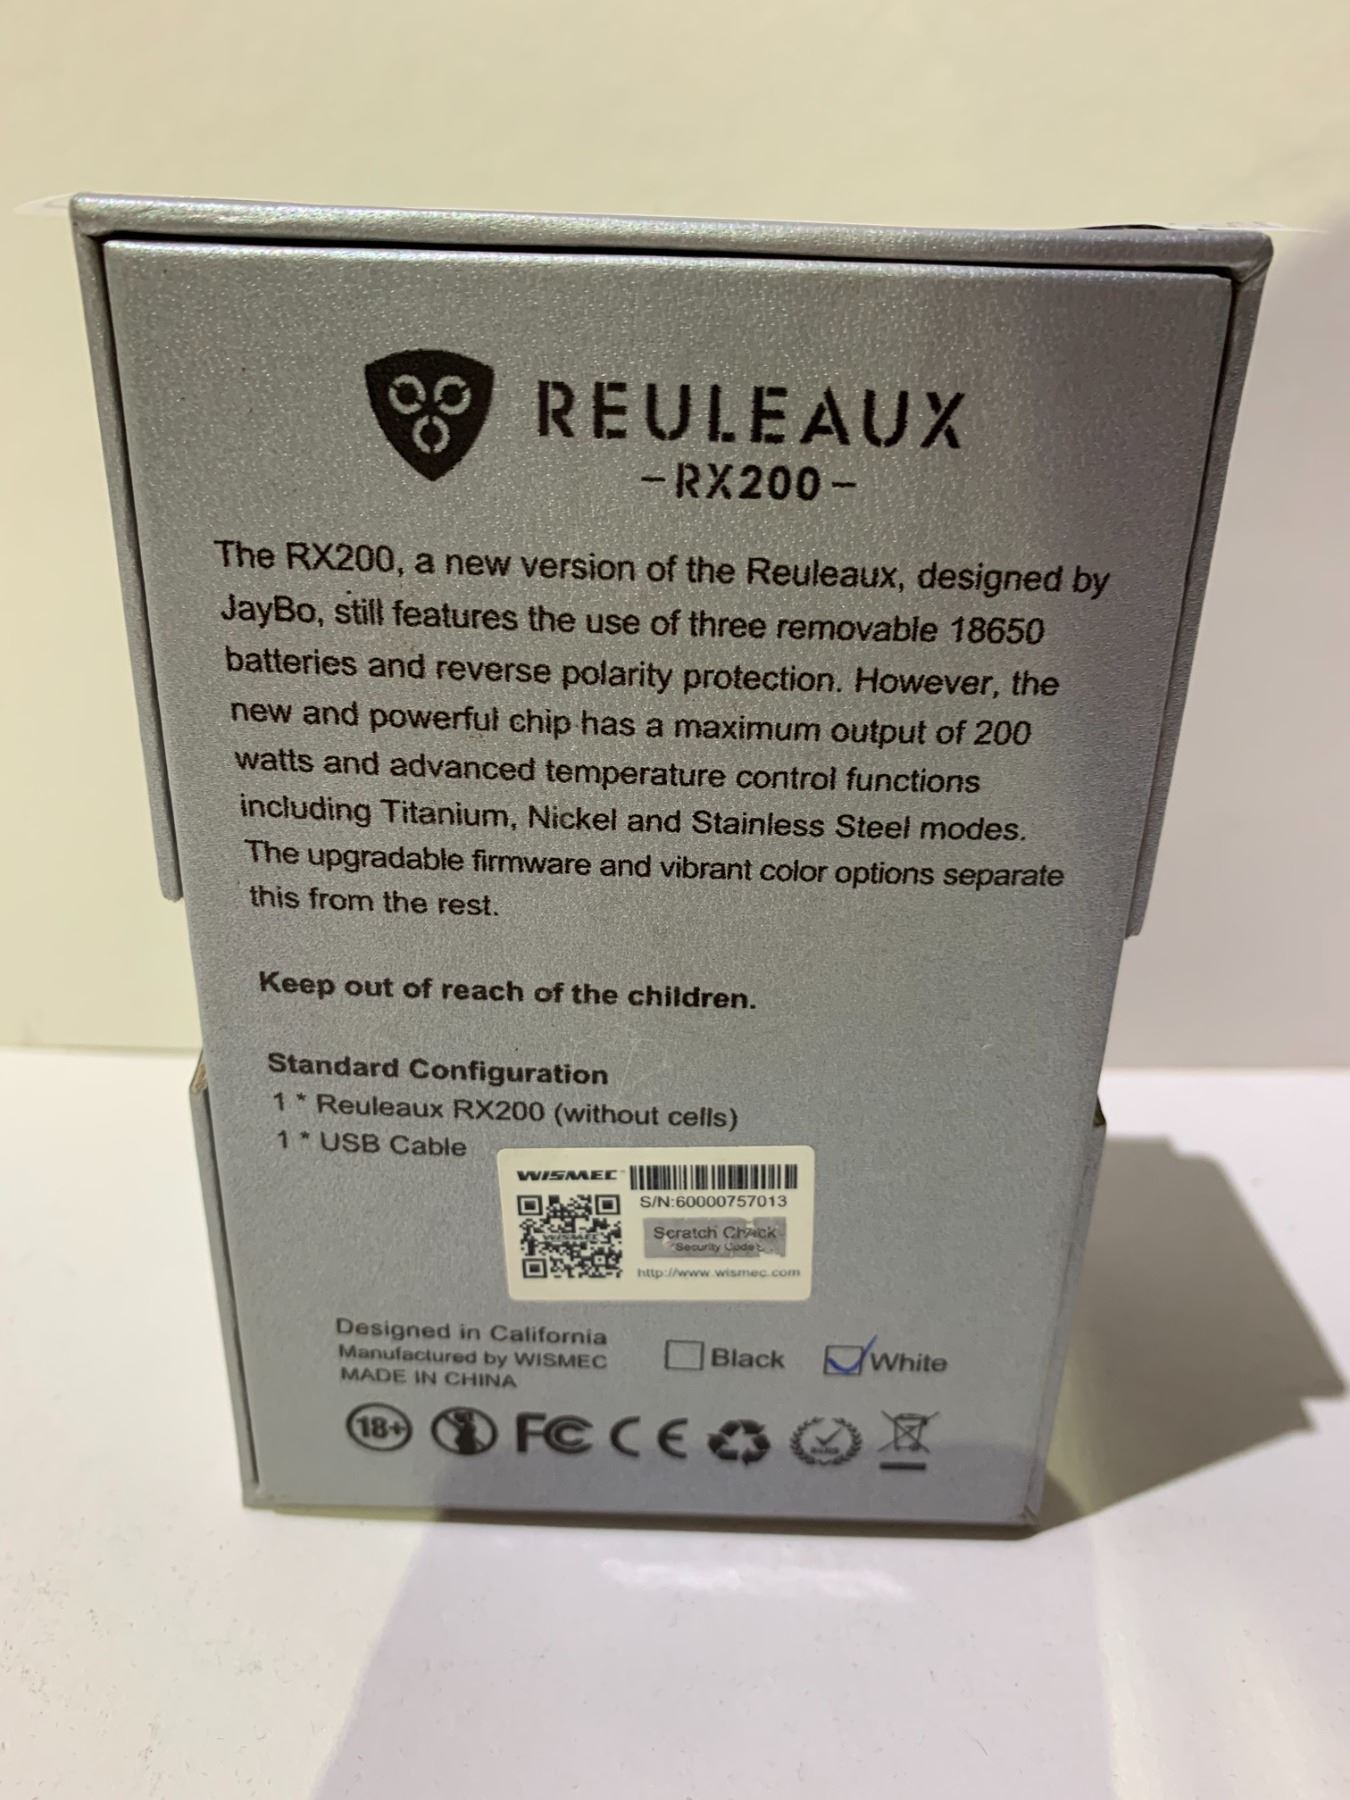 REULEAUX
-RX200-
The RX200, a new version of the Reuleaux, designed by
JayBo, still features the use of three removable 18650
batteries and reverse polarity protection. However, the
new and powerful chip has a maximum output of 200
watts and advanced temperature control functions
including Titanium, Nickel and Stainless Steel modes.
The upgradable firmware and vibrant color options separate
this from the rest.
Keep out of reach of the children.
Standard Configuration
1 * Reuleaux RX200 (without cells)
1 * USB Cable
WISMEC
S/N:60000757013
Scratch Check
Security Code
http://www.wismec.com
Designed in California
Manufactured by WISMEC
MADE IN CHINA
Black
White
18+ FC CE